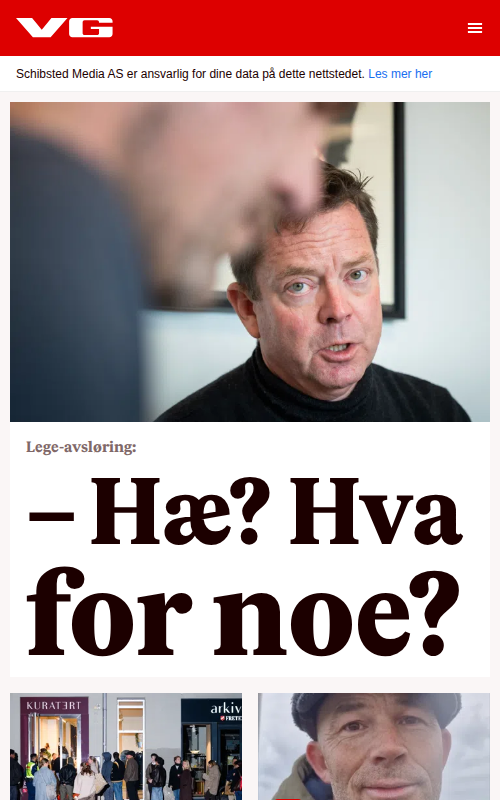 VG
Schibsted Media AS er ansvarlig for dine data på dette nettstedet. Les mer her
Lege-avsløring:
– Hæ? Hva
for noe?
KURATERT
arkiv
FRETEX